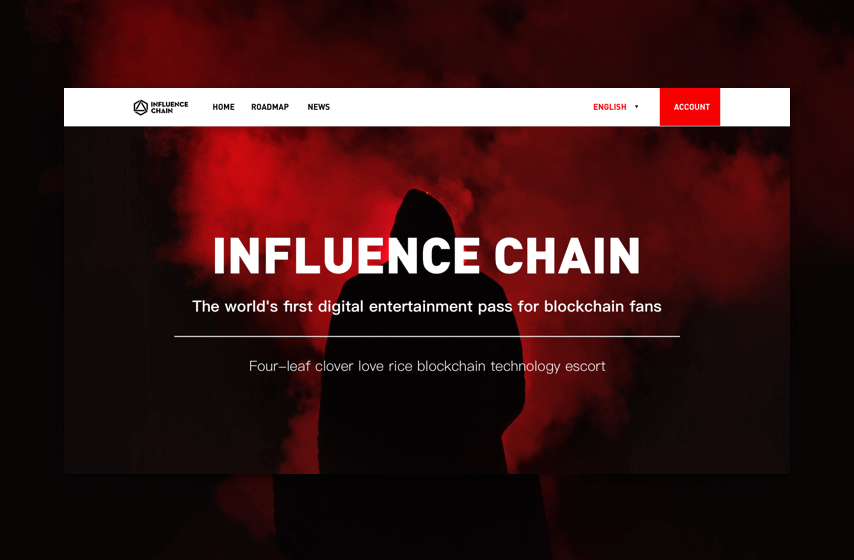 INFLUENCE
CHAIN
HOME ROADMAP NEWS ENGLISH ▼ ACCOUNT
INFLUENCE CHAIN
The world's first digital entertainment pass for blockchain fans
Four-leaf clover love rice blockchain technology escort